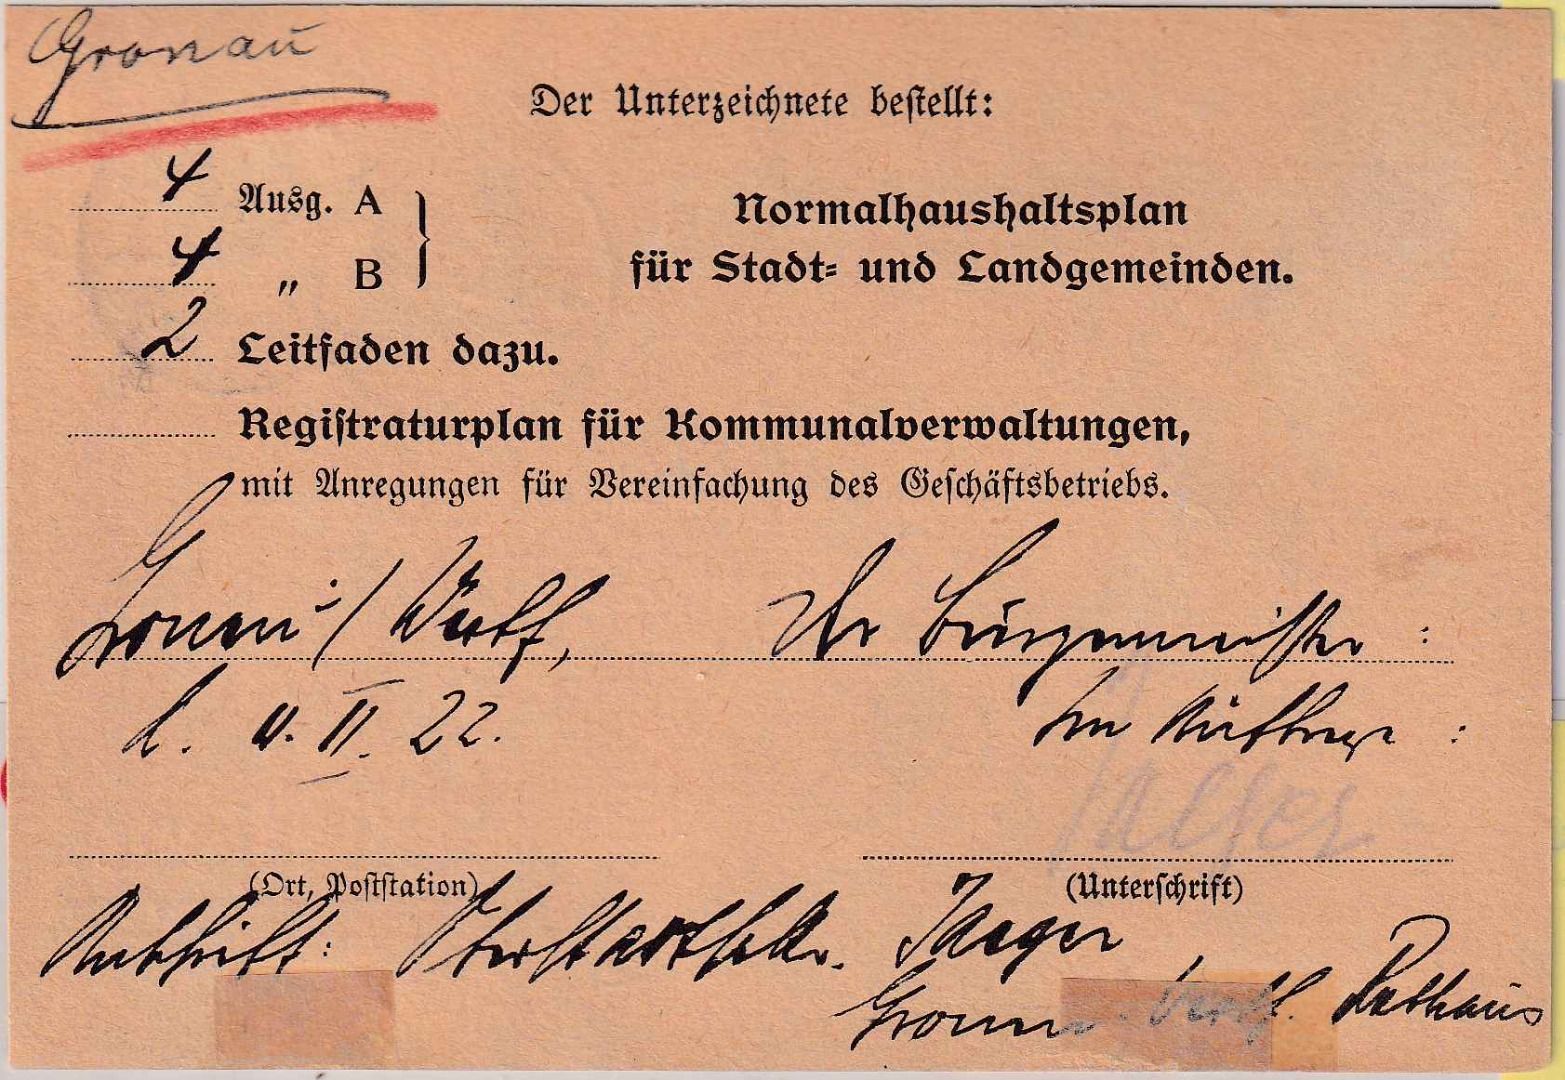 Gronau
Der Unterzeichnete bestellt:
4 Ausg. A
4 „ B
Normalhaushaltsplan
für Stadt- und Landgemeinden.
2 Leitfaden dazu.
Registraturplan für Kommunalverwaltungen,
mit Anregungen für Vereinfachung des Geschäftsbetriebs.
Gronau / Westf,
Der Bürgermeister :
II. 22.
Im Auftrage :
(Ort, Poststation)
(Unterschrift)
Anschrift: Jaeger
Gronau Westf. Rathaus